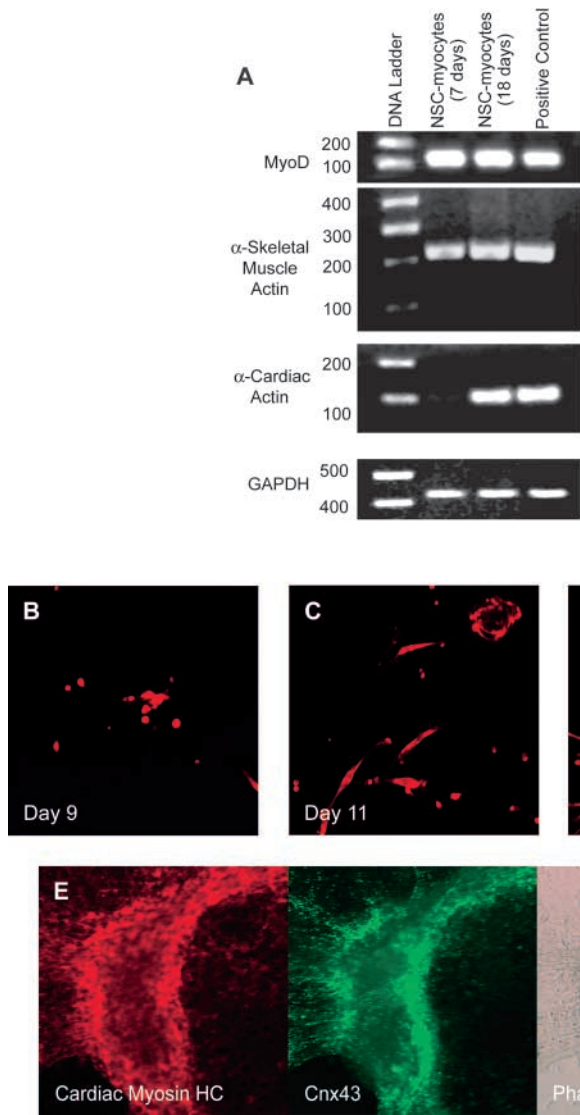 A
DNA Ladder
NSC-myocytes
(7 days)
NSC-myocytes
(18 days)
Positive Control
MyoD
200
100
α-Skeletal
Muscle
Actin
400
300
200
100
α-Cardiac
Actin
200
100
GAPDH
500
400
B
Day 9
C
Day 11
E
Cardiac Myosin HC
Cnx43
Pha